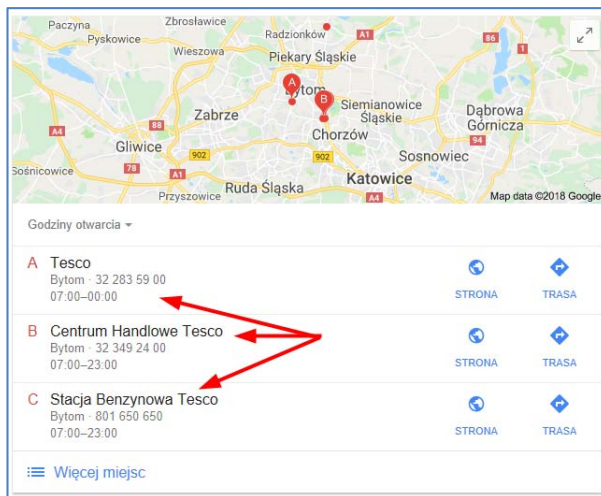 Paczyna
Zbrosławice
Pyskowice
Radzionków
A1
86
1
Wieszowa
Piekary Śląskie
A
Bytom
B
Siemianowice
Śląskie
Zabrze
Dąbrowa
Górnicza
A4
88
Chorzów
94
Gliwice
902
902
Sosnowiec
Sośnicowice
78
A1
Katowice
Ruda Śląska
Przyszowice
A4
Map data ©2018 Google
Godziny otwarcia
A Tesco
Bytom · 32 283 59 00
07:00–00:00
STRONA TRASA
B Centrum Handlowe Tesco
Bytom · 32 349 24 00
07:00–23:00
STRONA TRASA
C Stacja Benzynowa Tesco
Bytom · 801 650 650
07:00–23:00
STRONA TRASA
Więcej miejsc